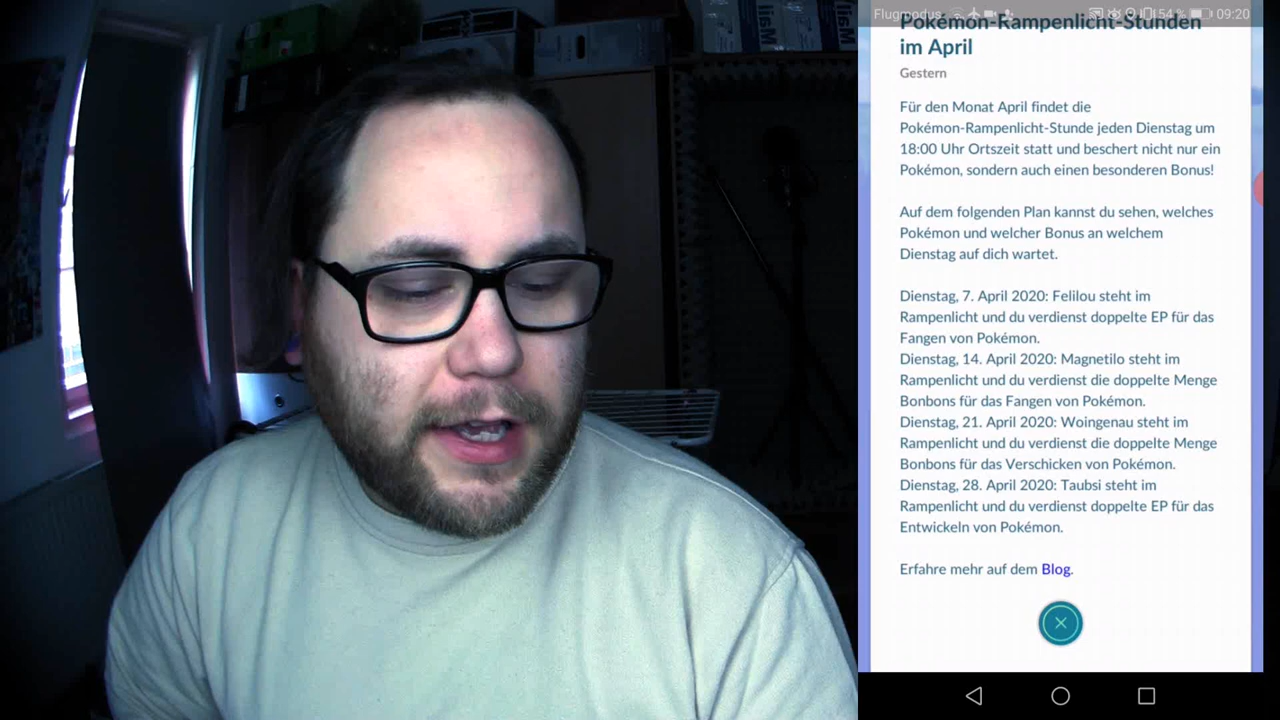 Flugmodus 54 % 09:20
Pokémon-Rampenlicht-Stunden
im April
Gestern
Für den Monat April findet die
Pokémon-Rampenlicht-Stunde jeden Dienstag um
18:00 Uhr Ortszeit statt und beschert nicht nur ein
Pokémon, sondern auch einen besonderen Bonus!
Auf dem folgenden Plan kannst du sehen, welches
Pokémon und welcher Bonus an welchem
Dienstag auf dich wartet.
Dienstag, 7. April 2020: Felilou steht im
Rampenlicht und du verdienst doppelte EP für das
Fangen von Pokémon.
Dienstag, 14. April 2020: Magnetilo steht im
Rampenlicht und du verdienst die doppelte Menge
Bonbons für das Fangen von Pokémon.
Dienstag, 21. April 2020: Woingenau steht im
Rampenlicht und du verdienst die doppelte Menge
Bonbons für das Verschicken von Pokémon.
Dienstag, 28. April 2020: Taubsi steht im
Rampenlicht und du verdienst doppelte EP für das
Entwickeln von Pokémon.
Erfahre mehr auf dem Blog.